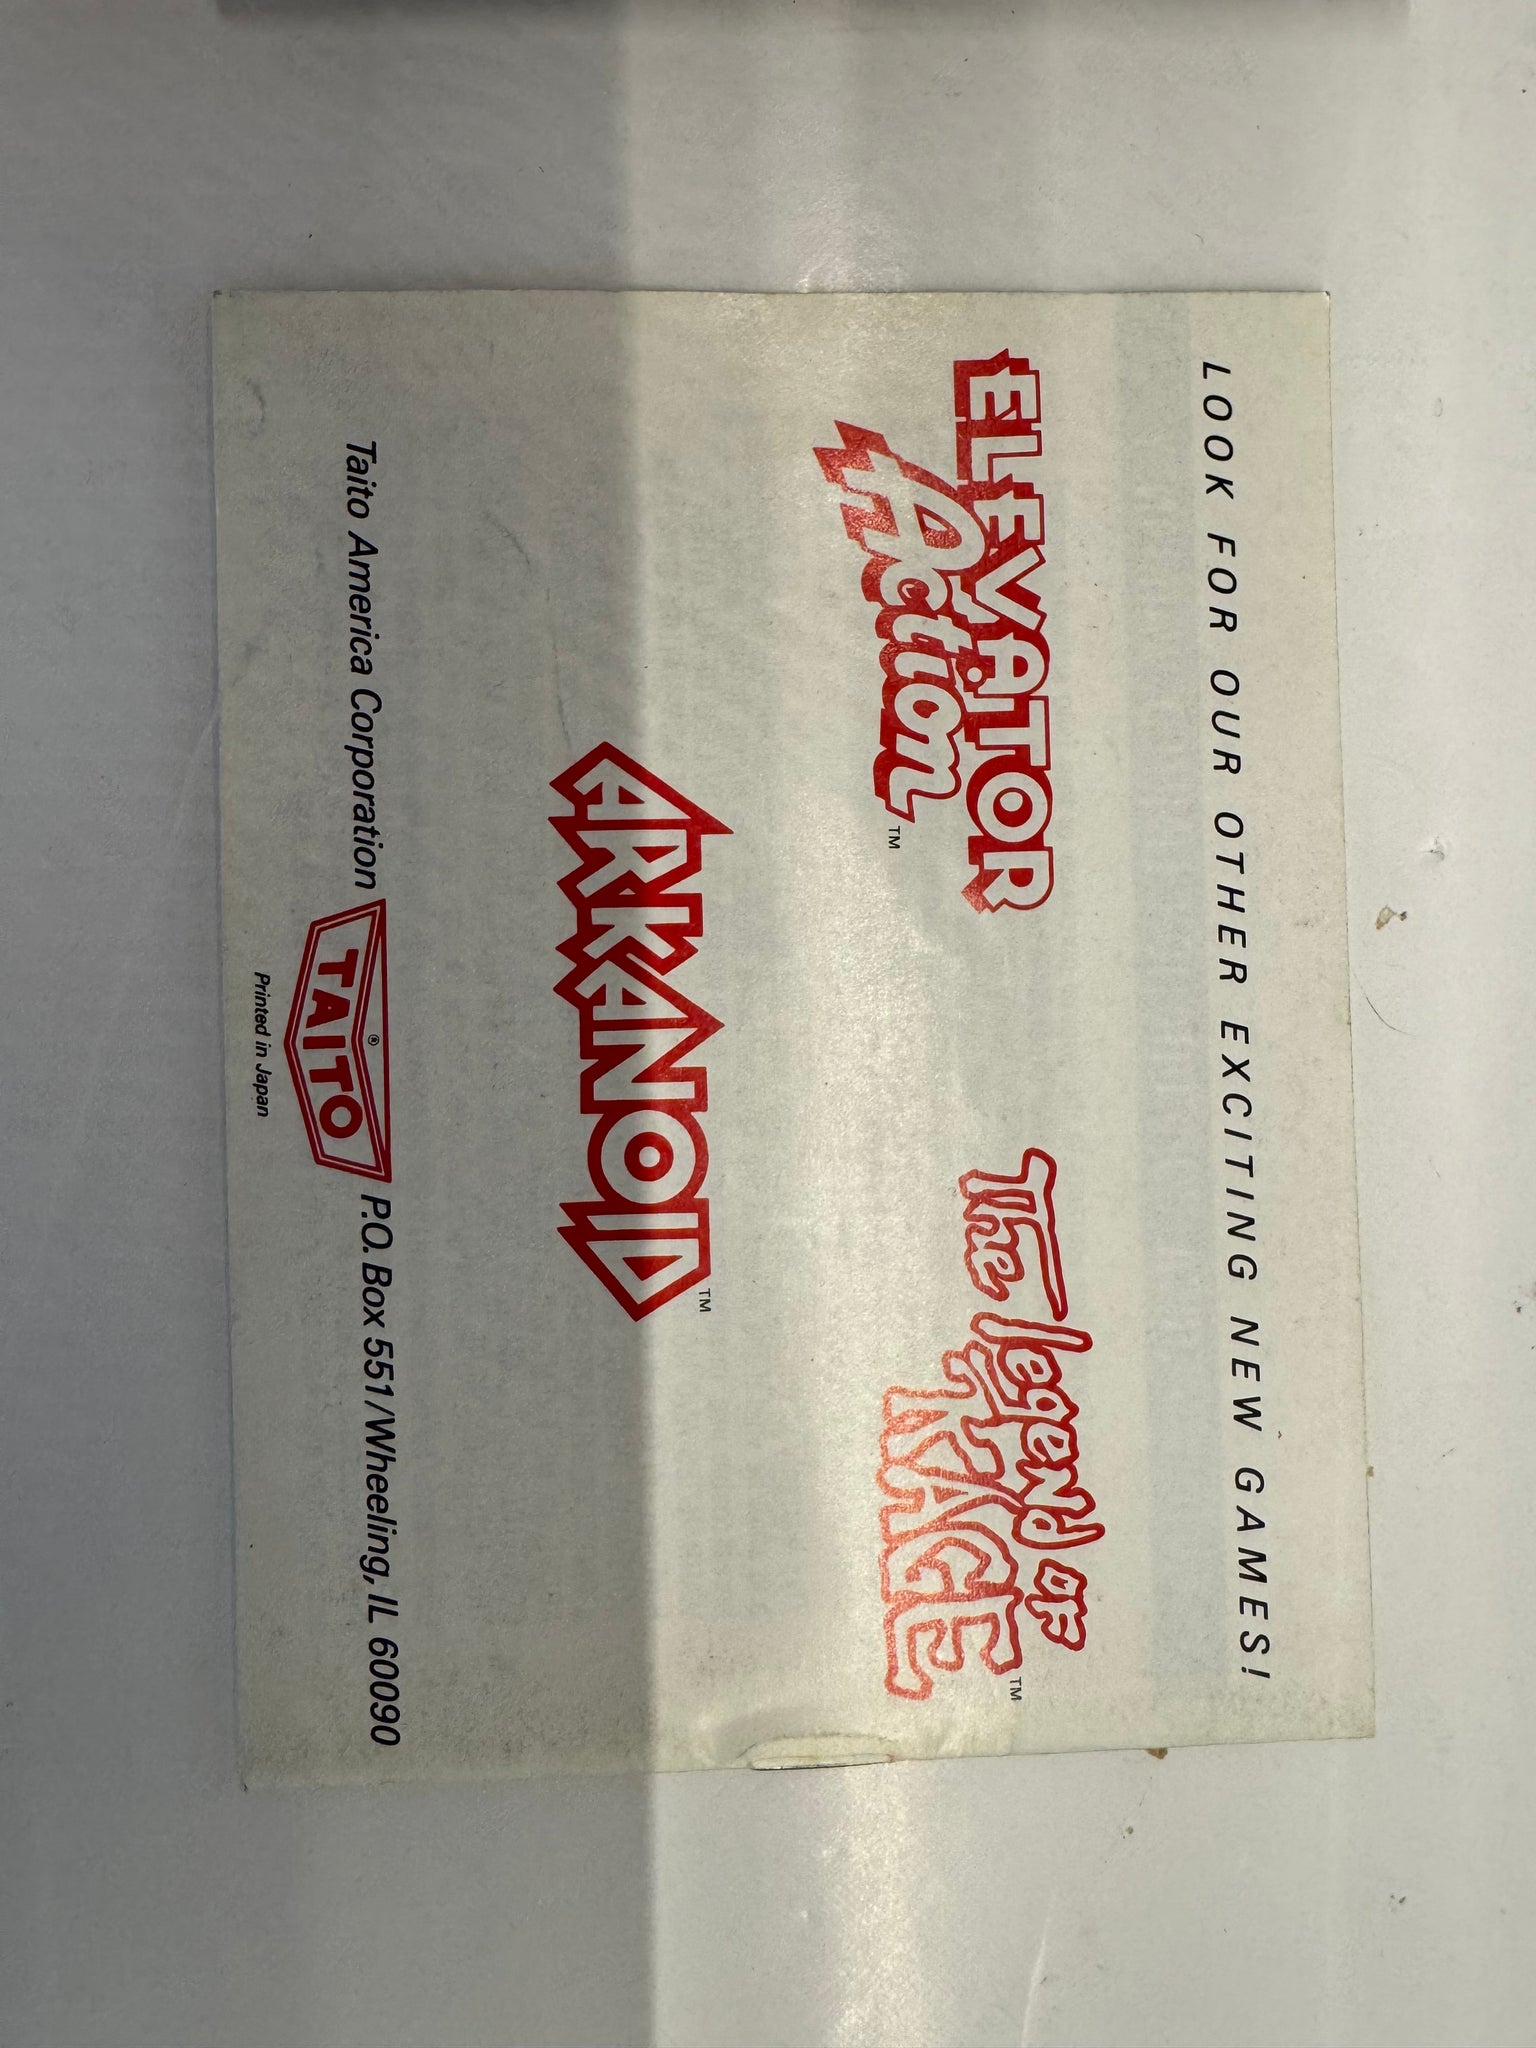 LOOK FOR OUR OTHER EXCITING NEW GAMES!
ELEVATOR
Action™
The Legend of
KAGE™
ARKANOID™
Taito America Corporation TAITO® P.O. Box 551/Wheeling, IL 60090
Printed in Japan